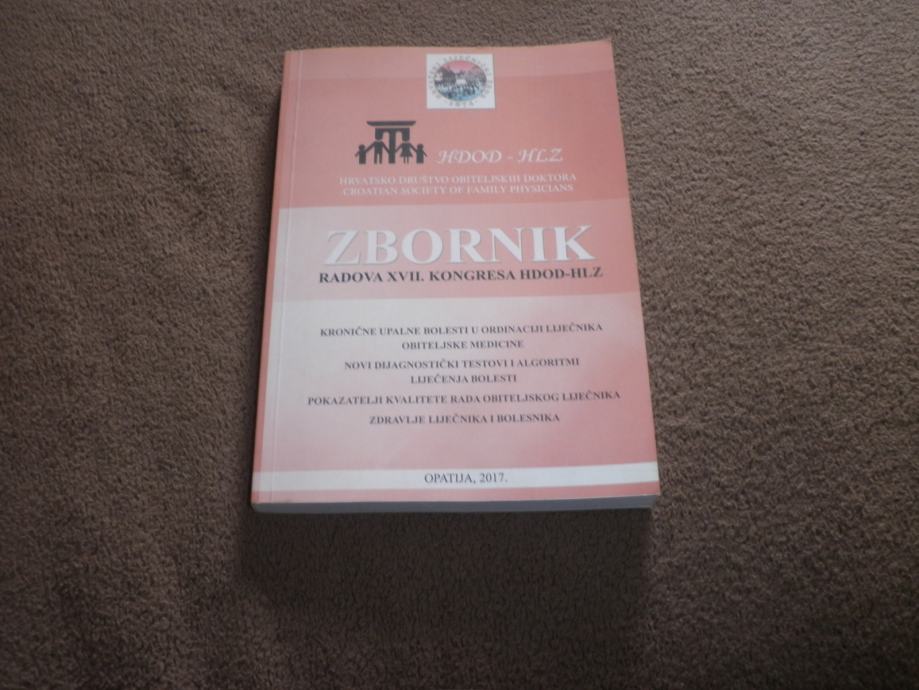 HDOD - HLZ
HRVATSKO DRUŠTVO OBITELJSKIH DOKTORA
CROATIAN SOCIETY OF FAMILY PHYSICIANS
ZBORNIK
RADOVA XVII. KONGRESA HDOD-HLZ
KRONIČNE UPALNE BOLESTI U ORDINACIJI LIJEČNIKA
OBITELJSKE MEDICINE
NOVI DIJAGNOSTIČKI TESTOVI I ALGORITMI
LIJEČENJA BOLESTI
POKAZATELJI KVALITETE RADA OBITELJSKOG LIJEČNIKA
ZDRAVLJE LIJEČNIKA I BOLESNIKA
OPATIJA, 2017.